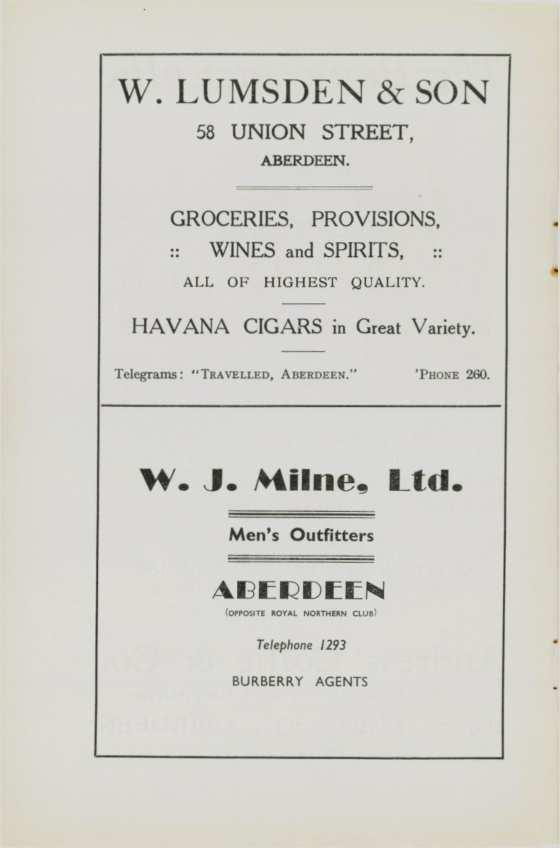 W. LUMSDEN & SON
58 UNION STREET,
ABERDEEN.
GROCERIES, PROVISIONS,
:: WINES and SPIRITS, ::
ALL OF HIGHEST QUALITY.
HAVANA CIGARS in Great Variety.
Telegrams: "TRAVELLED, ABERDEEN." 'PHONE 260.
W. J. Milne, Ltd.
Men's Outfitters
ABERDEEN
(OPPOSITE ROYAL NORTHERN CLUB)
Telephone 1293
BURBERRY AGENTS